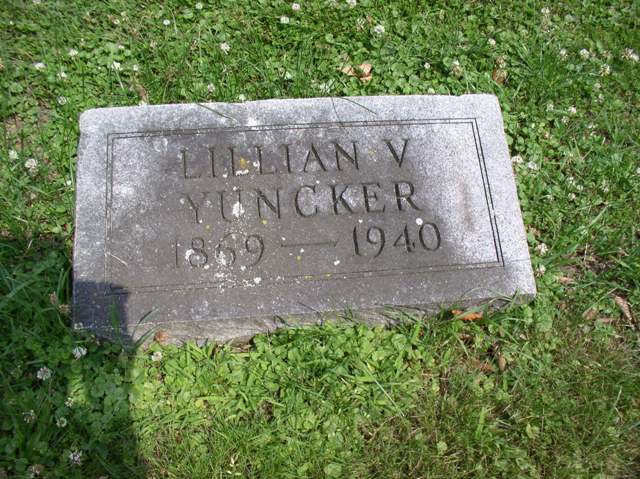 LILLIAN V
YUNCKER
1869 — 1940